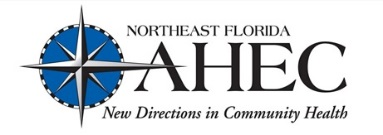 NORTHEAST FLORIDA
AHEC
New Directions in Community Health